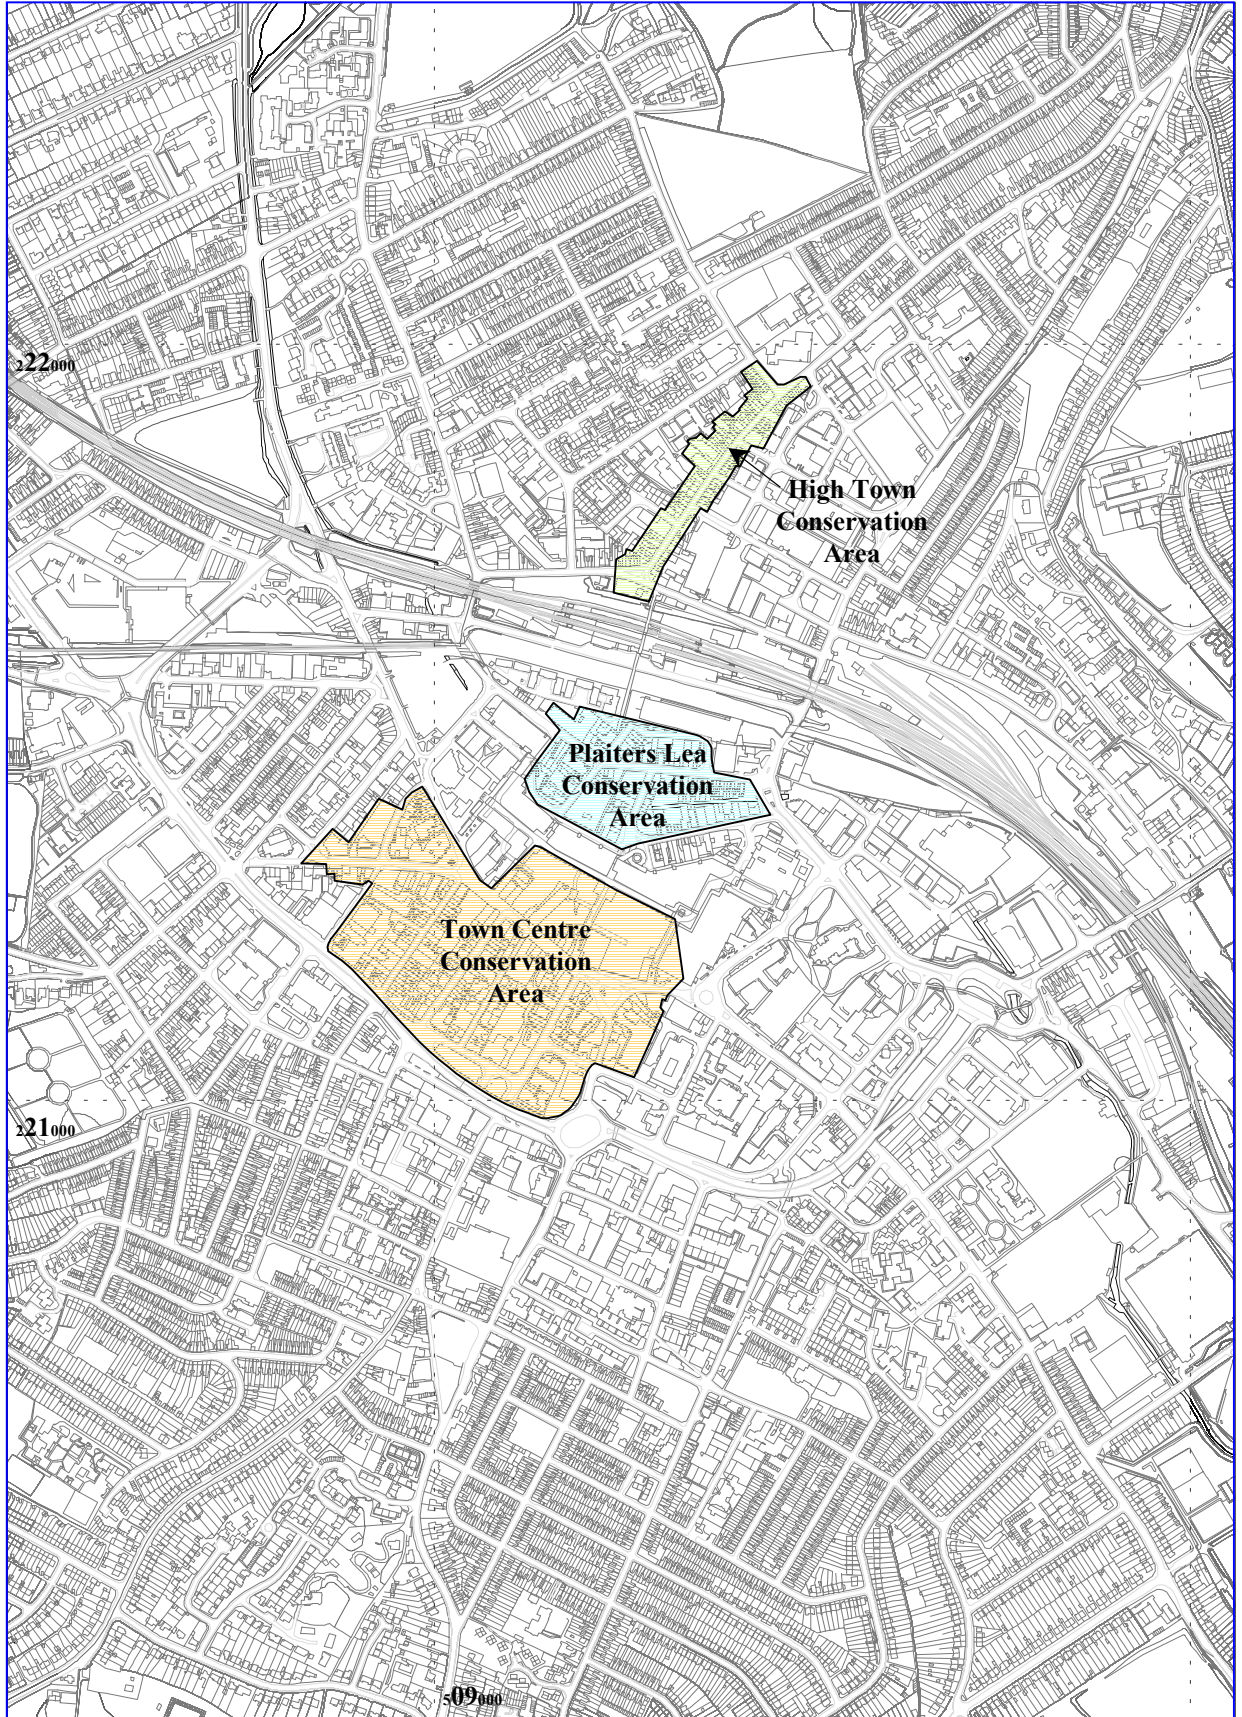 222000
High Town
Conservation
Area
Plaiters Lea
Conservation
Area
Town Centre
Conservation
Area
221000
509000